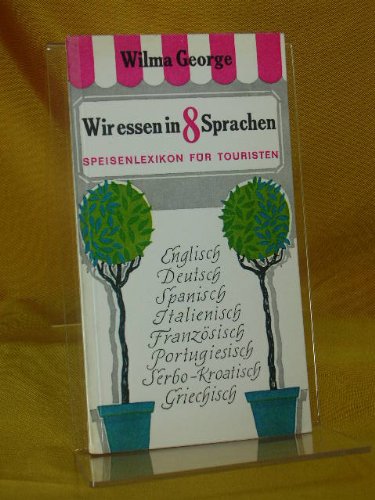 Wilma George
Wir essen in 8 Sprachen
SPEISENLEXIKON FÜR TOURISTEN
Englisch
Deutsch
Spanisch
Italienisch
Französisch
Portugiesisch
Serbo-Kroatisch
Griechisch